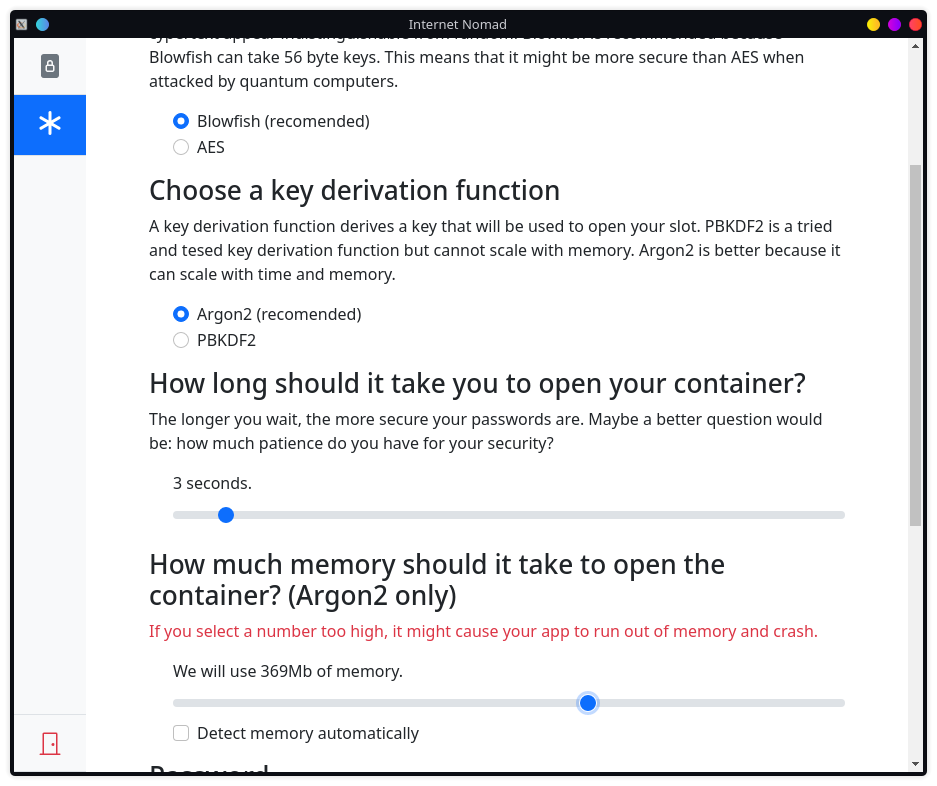 Internet Nomad
Blowfish can take 56 byte keys. This means that it might be more secure than AES when
attacked by quantum computers.
Blowfish (recomended)
AES
Choose a key derivation function
A key derivation function derives a key that will be used to open your slot. PBKDF2 is a tried
and tesed key derivation function but cannot scale with memory. Argon2 is better because it
can scale with time and memory.
Argon2 (recomended)
PBKDF2
How long should it take you to open your container?
The longer you wait, the more secure your passwords are. Maybe a better question would
be: how much patience do you have for your security?
3 seconds.
How much memory should it take to open the
container? (Argon2 only)
If you select a number too high, it might cause your app to run out of memory and crash.
We will use 369Mb of memory.
Detect memory automatically
Password